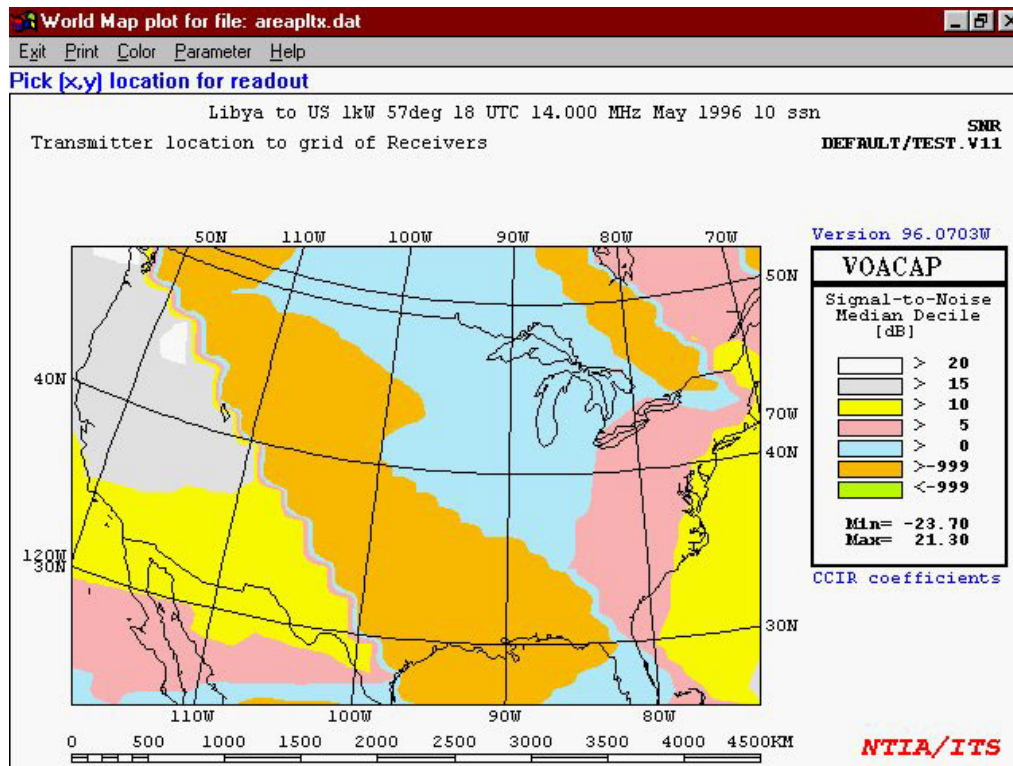 World Map plot for file: areapltx.dat
Exit Print Color Parameter Help
Pick (x,y) location for readout
Libya to US 1kW 57deg 18 UTC 14.000 MHz May 1996 10 ssn
SNR
Transmitter location to grid of Receivers
DEFAULT/TEST.V11
50N 110W 100W 90W 80W 70W
Version 96.0703W
50N
VOACAP
Signal-to-Noise
Median Decile
[dB]
> 20
40N
> 15
> 10
70W
> 5
40N
> 0
>-999
<-999
Min= -23.70
Max= 21.30
120W
30N
CCIR coefficients
30N
110W 100W 90W 80W
0 500 1000 1500 2000 2500 3000 3500 4000 4500KM
NTIA/ITS